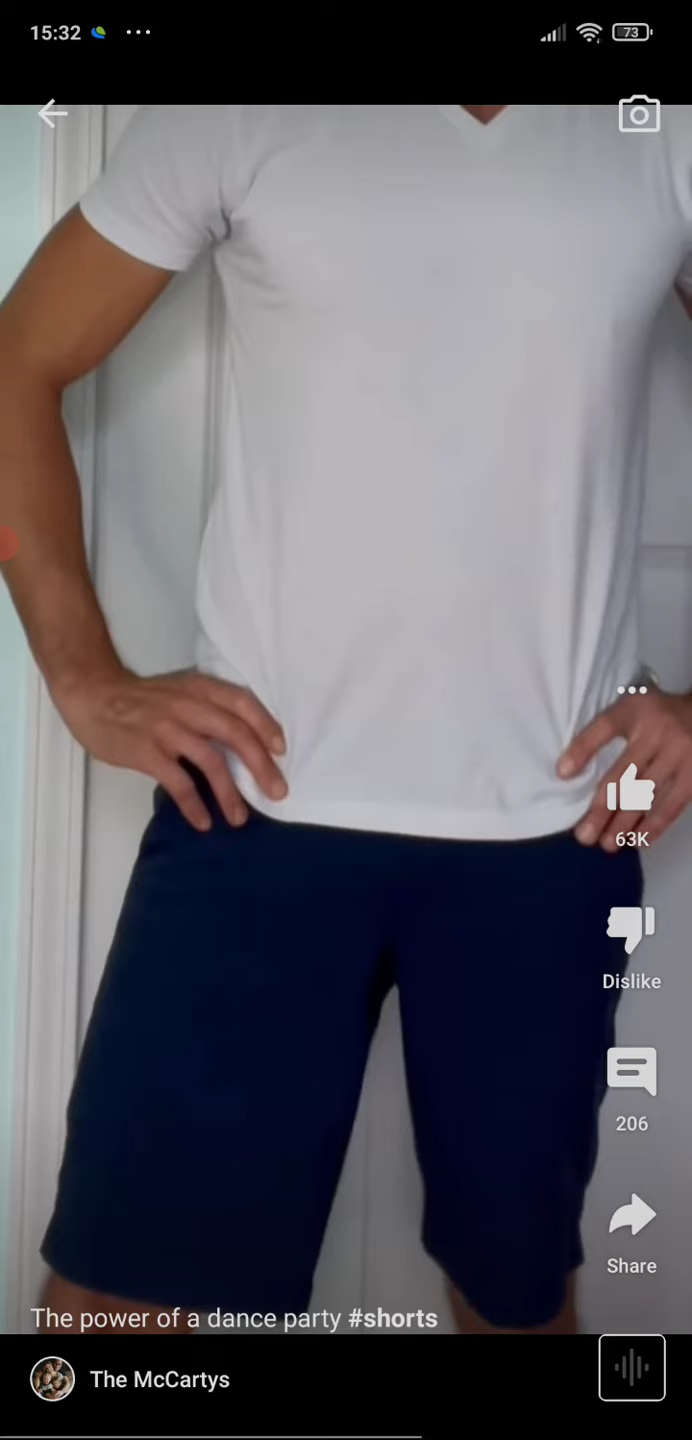 15:32
73
63K
Dislike
206
Share
The power of a dance party #shorts
The McCartys